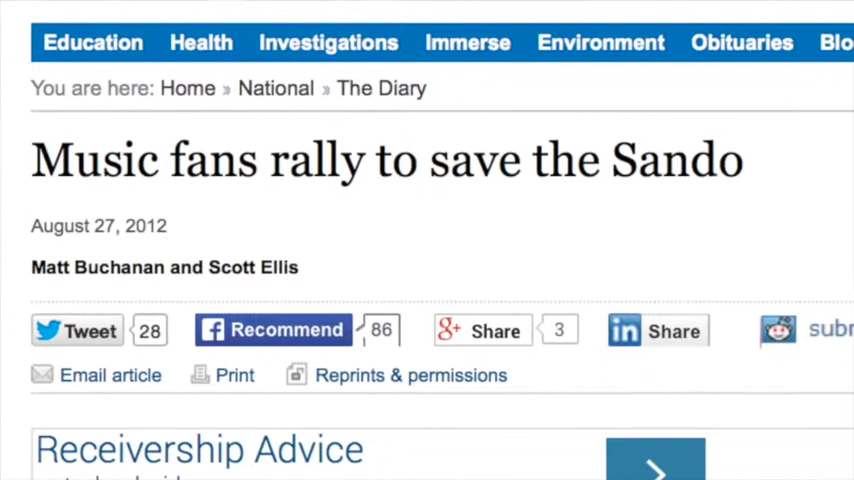 Education Health Investigations Immerse Environment Obituaries Blo
You are here: Home » National » The Diary
Music fans rally to save the Sando
August 27, 2012
Matt Buchanan and Scott Ellis
Tweet 28 Recommend 86 Share 3 Share subm
Email article Print Reprints & permissions
Receivership Advice